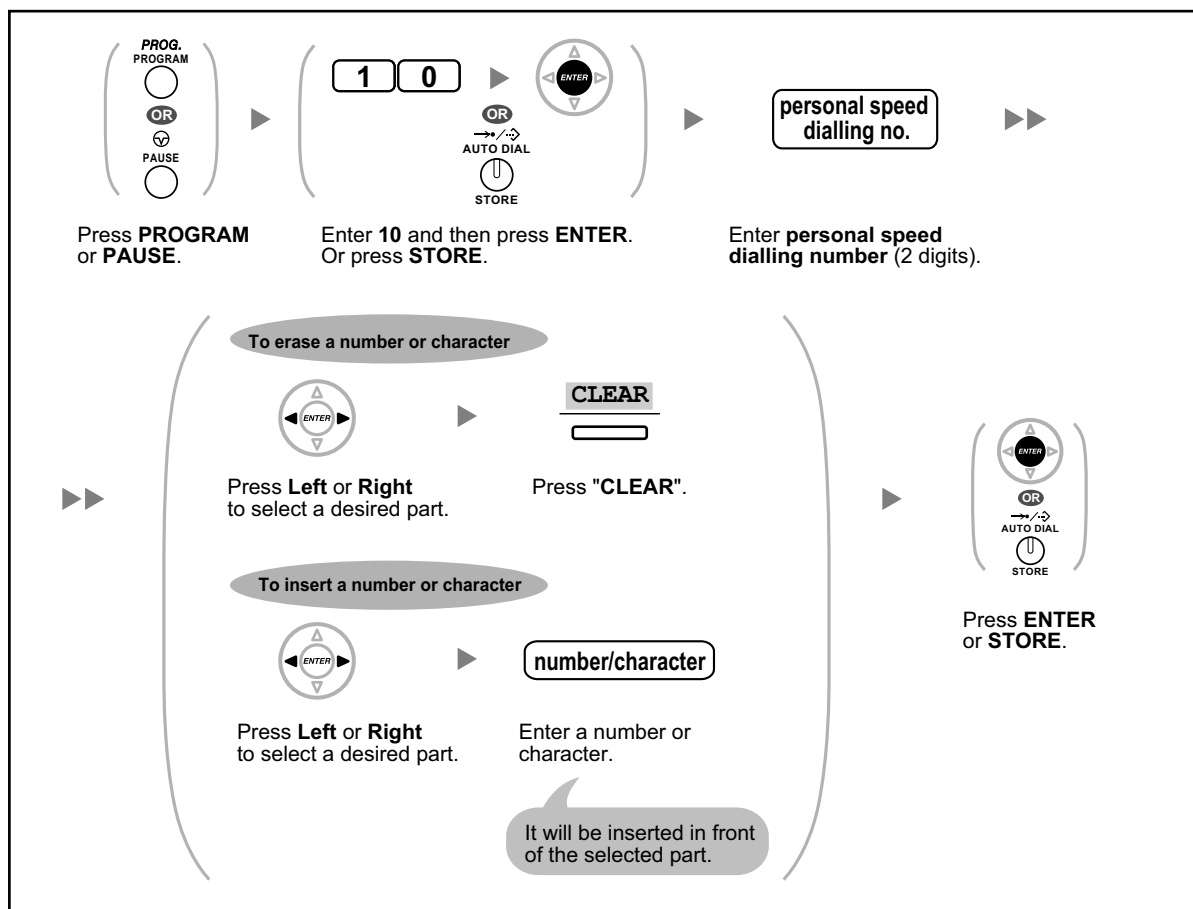 PROG.
PROGRAM
OR
PAUSE
1 0
ENTER
OR
AUTO DIAL
STORE
personal speed
dialling no.
Press PROGRAM
or PAUSE.
Enter 10 and then press ENTER.
Or press STORE.
Enter personal speed
dialling number (2 digits).
To erase a number or character
ENTER
CLEAR
Press Left or Right
to select a desired part.
Press "CLEAR".
To insert a number or character
ENTER
number/character
Press Left or Right
to select a desired part.
Enter a number or
character.
It will be inserted in front
of the selected part.
ENTER
OR
AUTO DIAL
STORE
Press ENTER
or STORE.